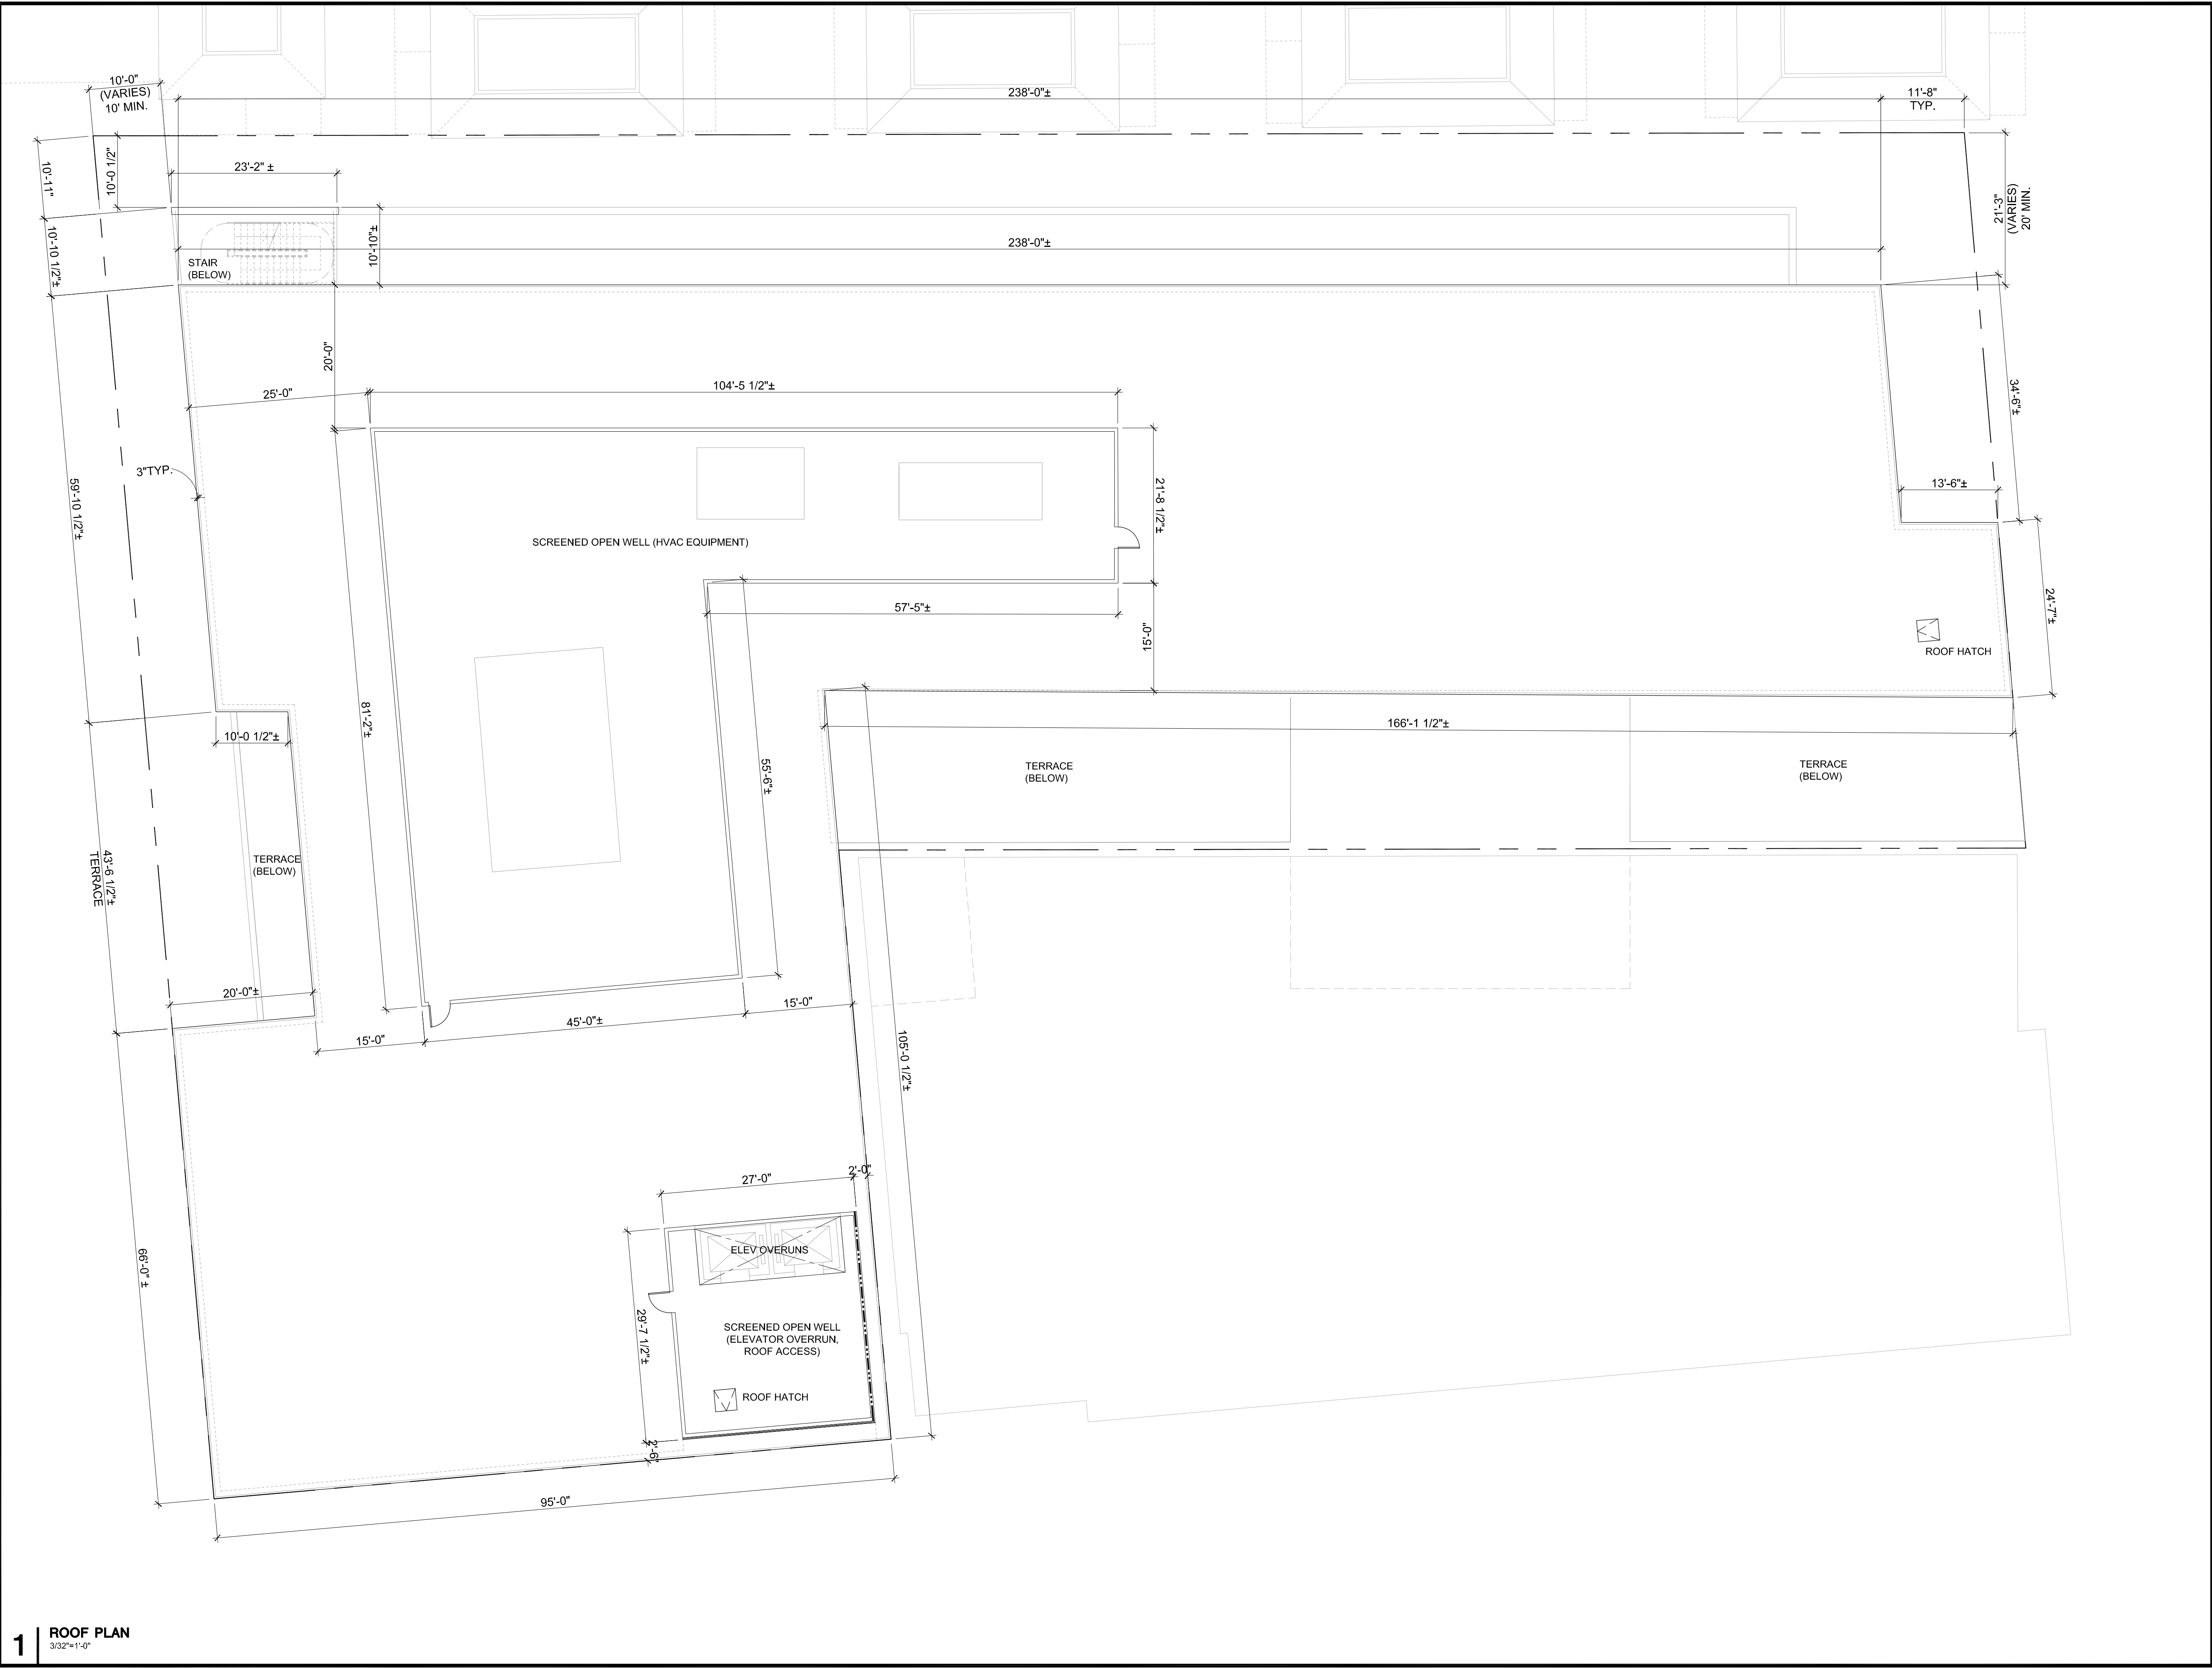 10'-0"
(VARIES)
10' MIN.
238'-0"±
11'-8"
TYP.
10'-11"
10'-0 1/2"
23'-2" ±
21'-3"
(VARIES)
20' MIN.
10'-10 1/2"±
STAIR
(BELOW)
10'-10"±
238'-0"±
20'-0"
25'-0"
104'-5 1/2"±
34'-6"±
3"TYP.
59'-10 1/2"±
21'-8 1/2"±
13'-6"±
SCREENED OPEN WELL (HVAC EQUIPMENT)
57'-5"±
15'-0"
24'-7"±
ROOF HATCH
81'-2"±
10'-0 1/2"±
166'-1 1/2"±
55'-6"±
TERRACE
(BELOW)
TERRACE
(BELOW)
43'-6 1/2"±
TERRACE
TERRACE
(BELOW)
20'-0"±
15'-0"
45'-0"±
15'-0"
105'-0 1/2"±
27'-0"
2'-0"
66'-0" ±
ELEV OVERUNS
29'-7 1/2"±
SCREENED OPEN WELL
(ELEVATOR OVERRUN,
ROOF ACCESS)
ROOF HATCH
2'-6"
95'-0"
1
ROOF PLAN
3/32"=1'-0"